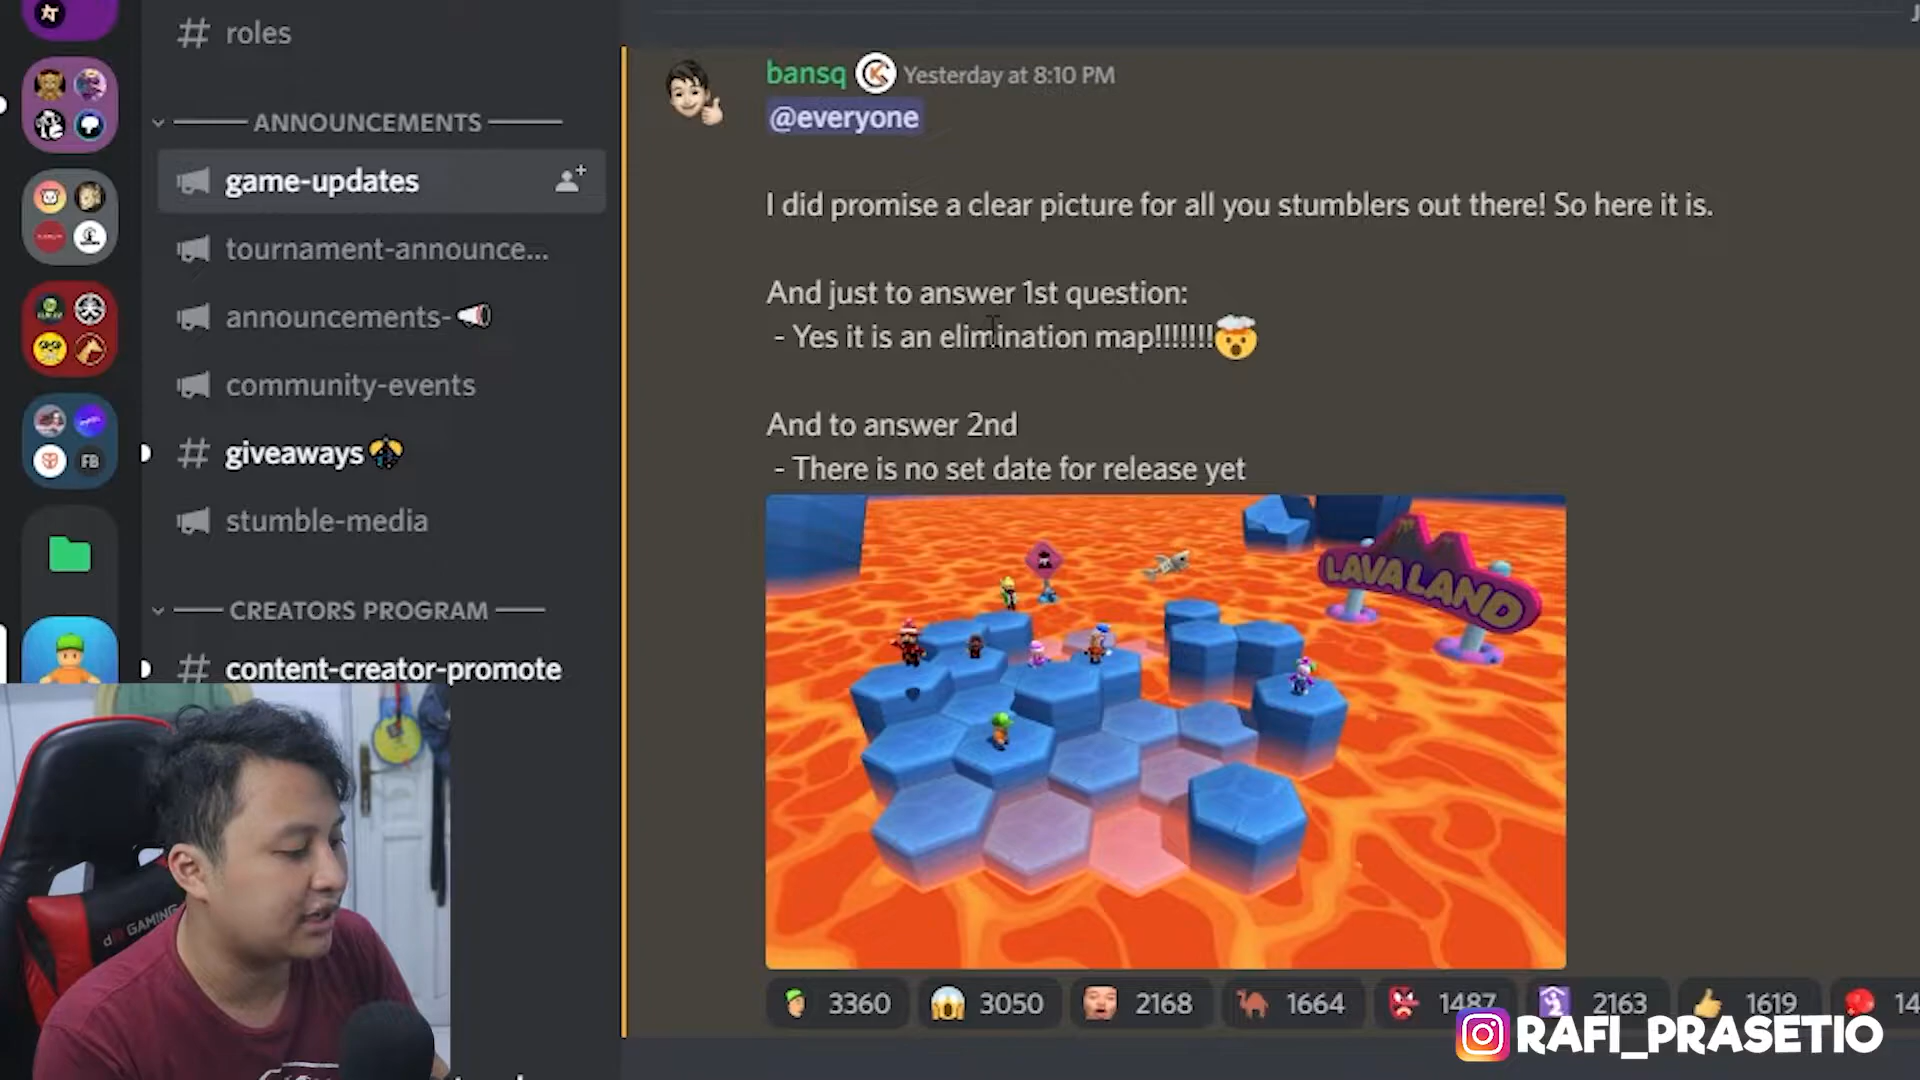 roles
ANNOUNCEMENTS
game-updates
tournament-announce...
announcements-
community-events
giveaways
stumble-media
CREATORS PROGRAM
content-creator-promote
FB
bansq Yesterday at 8:10 PM
@everyone
I did promise a clear picture for all you stumblers out there! So here it is.
And just to answer 1st question:
- Yes it is an elimination map!!!!!!!
And to answer 2nd
- There is no set date for release yet
LAVA LAND
3360 3050 2168 1664 1487 2163 1619
GAMING
RAFI_PRASETIO